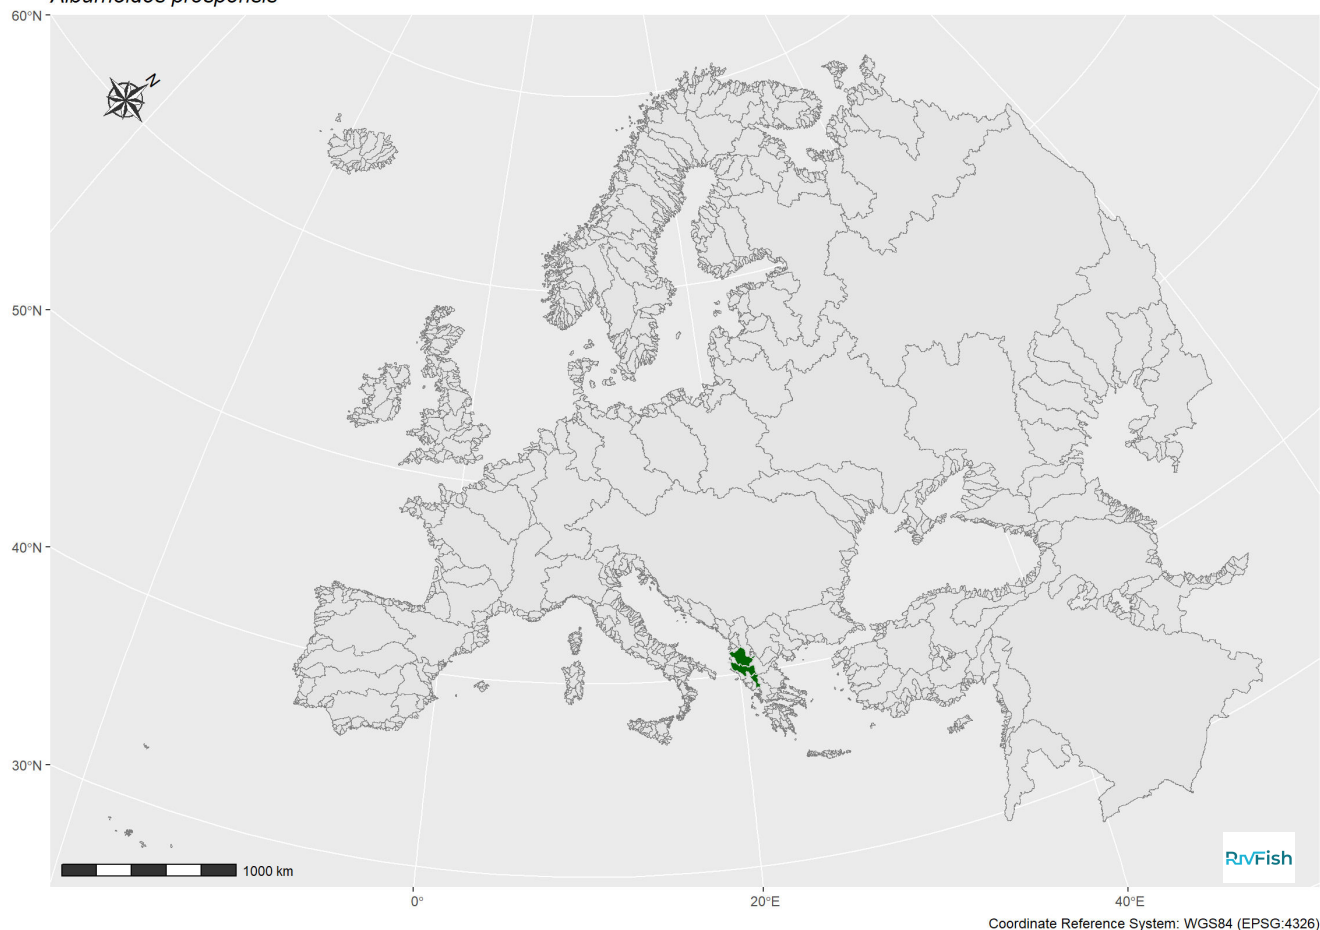 Alburnoides prespensis
60°N
N
50°N
40°N
30°N
1000 km
RIVFish
0°
20°E
40°E
Coordinate Reference System: WGS84 (EPSG:4326)